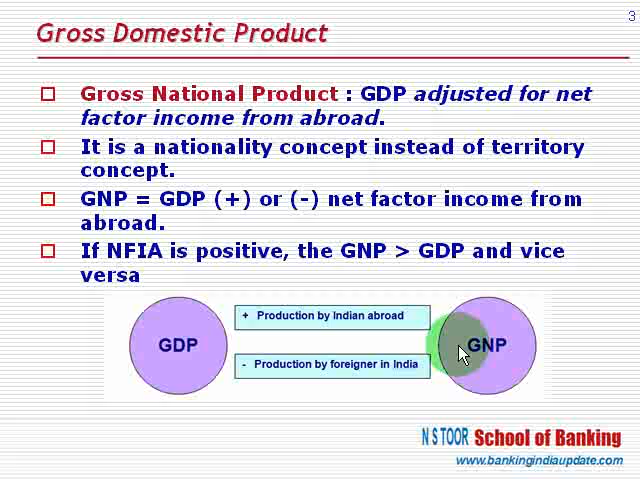 3
Gross Domestic Product
Gross National Product : GDP adjusted for net
factor income from abroad.
It is a nationality concept instead of territory
concept.
GNP = GDP (+) or (-) net factor income from
abroad.
If NFIA is positive, the GNP > GDP and vice
versa
GDP
+ Production by Indian abroad
- Production by foreigner in India
GNP
N S TOOR School of Banking
www.bankingindiaupdate.com